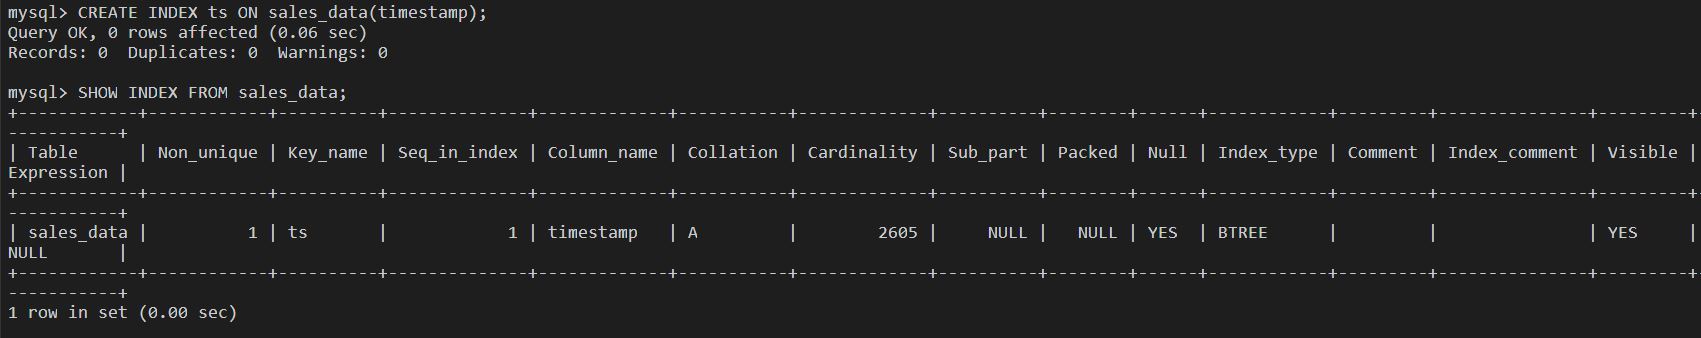 mysql> CREATE INDEX ts ON sales_data(timestamp);
Query OK, 0 rows affected (0.06 sec)
Records: 0  Duplicates: 0  Warnings: 0

mysql> SHOW INDEX FROM sales_data;
+------------+------------+----------+--------------+-------------+-----------+-------------+----------+--------+------+------------+---------+---------------+---------+-
-----------+
| Table      | Non_unique | Key_name | Seq_in_index | Column_name | Collation | Cardinality | Sub_part | Packed | Null | Index_type | Comment | Index_comment | Visible |
Expression |
+------------+------------+----------+--------------+-------------+-----------+-------------+----------+--------+------+------------+---------+---------------+---------+-
-----------+
| sales_data |          1 | ts       |            1 | timestamp   | A         |        2605 |     NULL |   NULL | YES  | BTREE      |         |               | YES     |
NULL       |
+------------+------------+----------+--------------+-------------+-----------+-------------+----------+--------+------+------------+---------+---------------+---------+-
-----------+
1 row in set (0.00 sec)